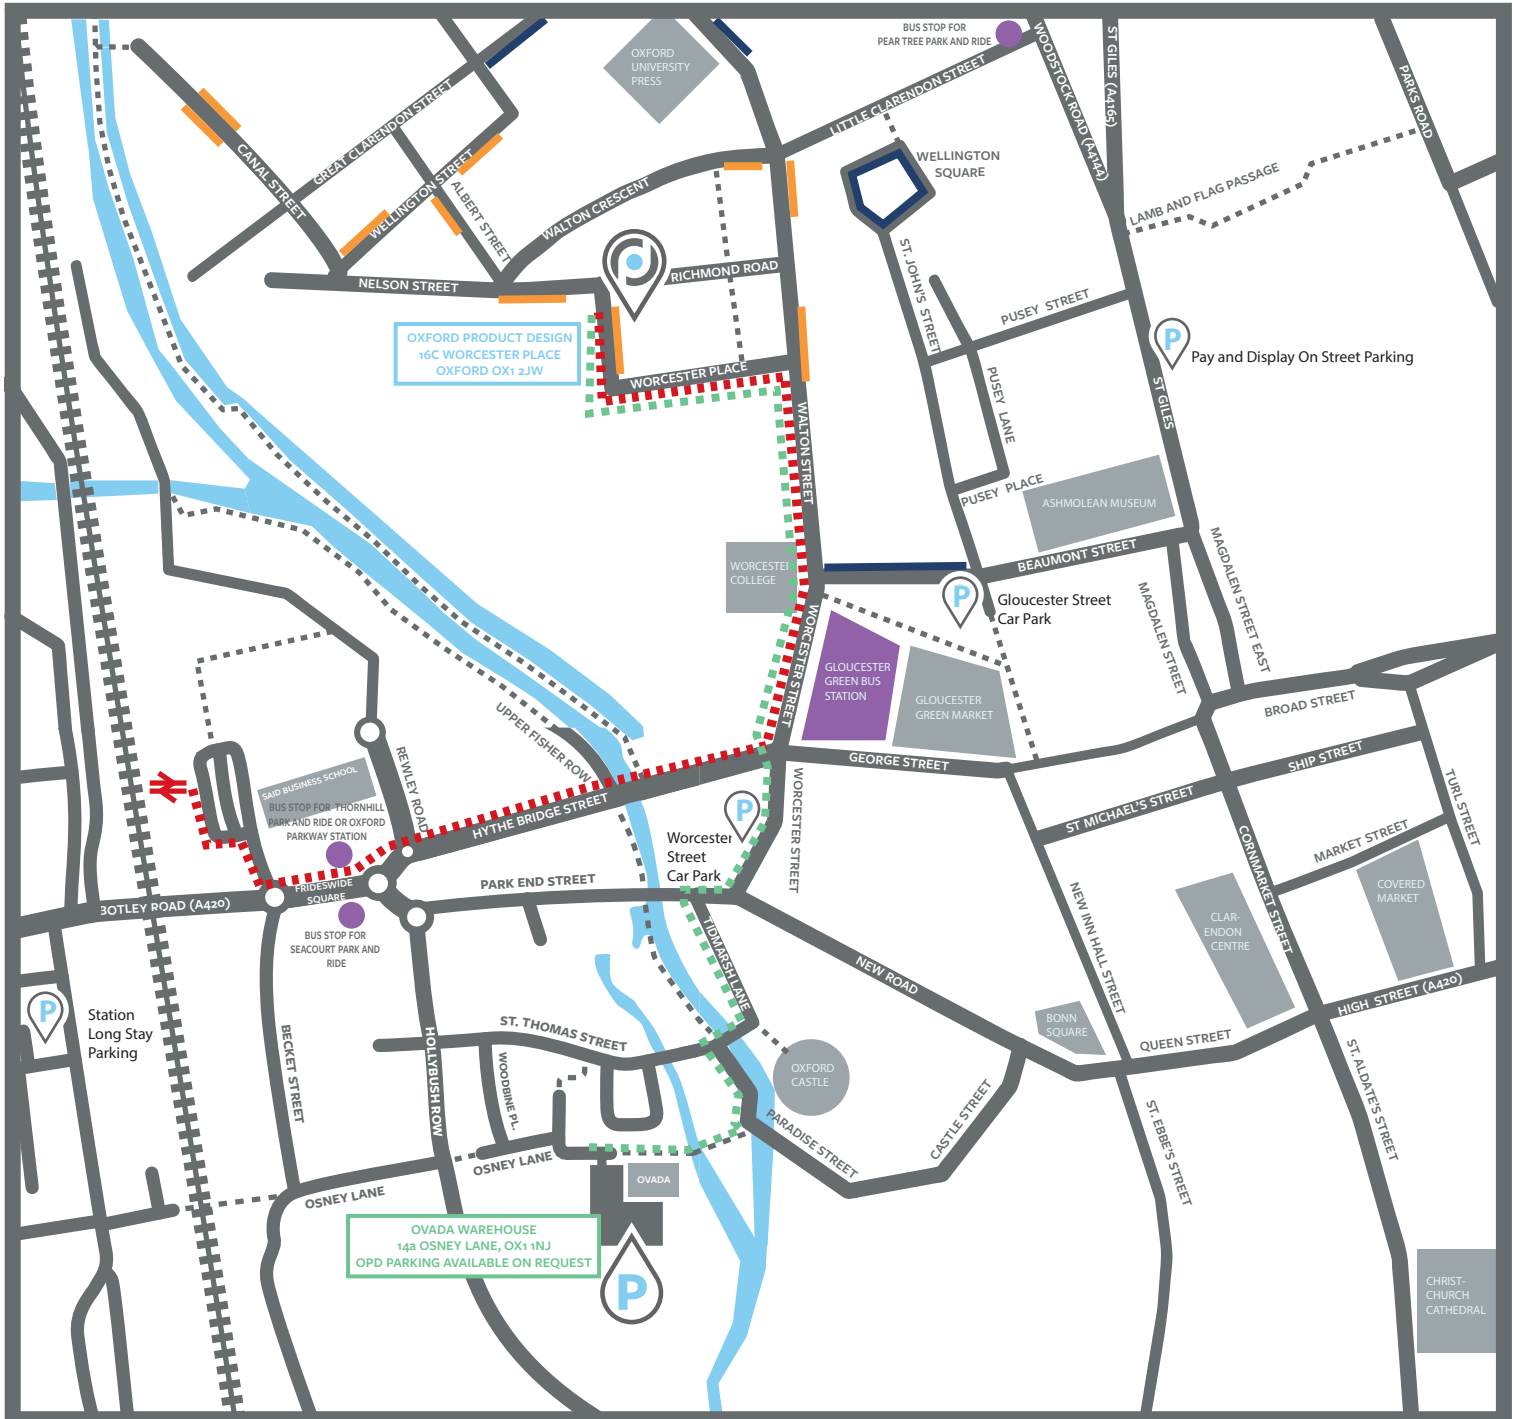 BUS STOP FOR
PEAR TREE PARK AND RIDE
OXFORD
UNIVERSITY
PRESS
WOODSTOCK ROAD (A4144)
ST GILES (A4165)
PARKS ROAD
LITTLE CLARENDON STREET
GREAT CLARENDON STREET
CANAL STREET
WELLINGTON STREET
ALBERT STREET
WALTON CRESCENT
WELLINGTON
SQUARE
LAMB AND FLAG PASSAGE
NELSON STREET
RICHMOND ROAD
ST. JOHN'S STREET
PUSEY STREET
OXFORD PRODUCT DESIGN
16C WORCESTER PLACE
OXFORD OX1 2JW
WORCESTER PLACE
P
Pay and Display On Street Parking
PUSEY LANE
ST GILES
WALTON STREET
PUSEY PLACE
ASHMOLEAN MUSEUM
BEAUMONT STREET
MAGDALEN STREET EAST
MAGDALEN STREET
WORCESTER
COLLEGE
P
Gloucester Street
Car Park
WORCESTER STREET
GLOUCESTER
GREEN BUS
STATION
GLOUCESTER
GREEN MARKET
BROAD STREET
UPPER FISHER ROW
GEORGE STREET
SHIP STREET
REWLEY ROAD
SAID BUSINESS SCHOOL
BUS STOP FOR THORNHILL
PARK AND RIDE OR OXFORD
PARKWAY STATION
HYTHE BRIDGE STREET
P
Worcester
Street
Car Park
WORCESTER STREET
ST MICHAEL'S STREET
TURL STREET
MARKET STREET
CORNMARKET STREET
COVERED
MARKET
FRIDESWIDE
SQUARE
PARK END STREET
BOTLEY ROAD (A420)
BUS STOP FOR
SEACOURT PARK AND
RIDE
NEW INN HALL STREET
CLAR-
ENDON
CENTRE
TIDMARSH LANE
NEW ROAD
HIGH STREET (A420)
P
Station
Long Stay
Parking
BONN
SQUARE
QUEEN STREET
BECKET STREET
HOLLYBUSH ROW
ST. THOMAS STREET
WOODBINE PL.
OXFORD
CASTLE
PARADISE STREET
CASTLE STREET
ST. ALDATE'S STREET
ST. EBBE'S STREET
OSNEY LANE
OSNEY LANE
OVADA
OVADA WAREHOUSE
14a OSNEY LANE, OX1 1NJ
OPD PARKING AVAILABLE ON REQUEST
P
CHRIST-
CHURCH
CATHEDRAL